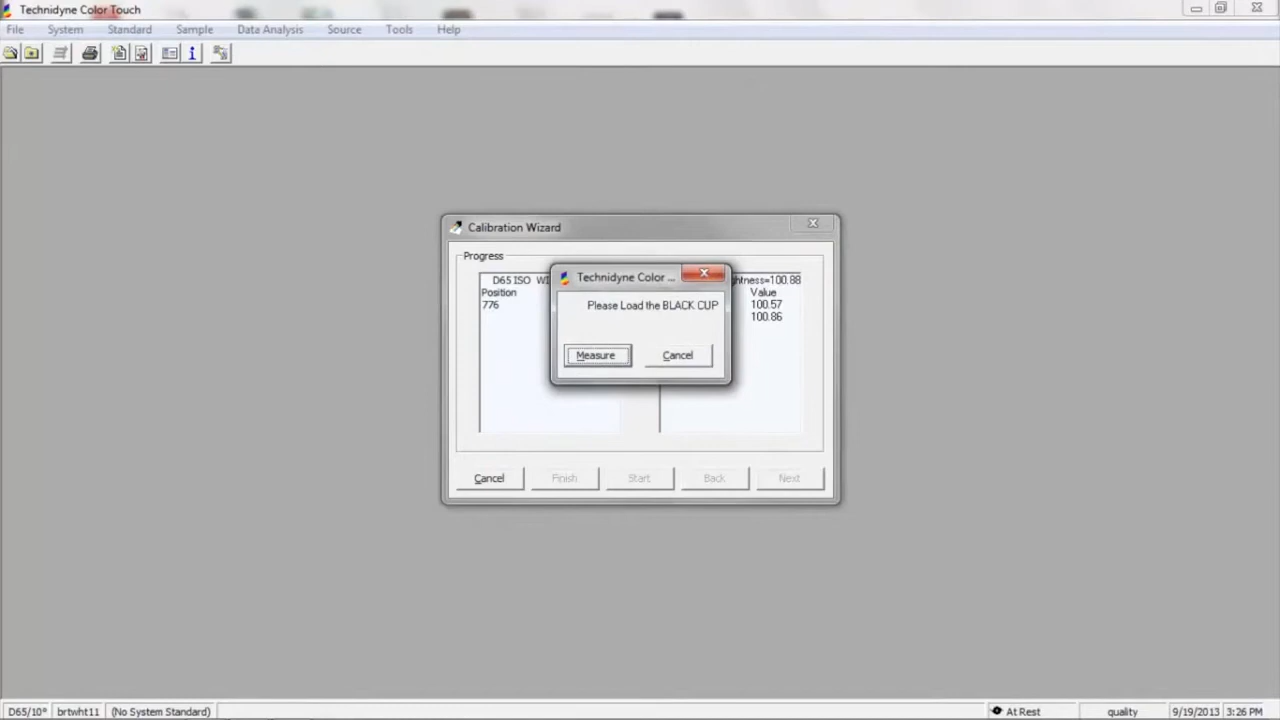 Technidyne Color Touch
File System Standard Sample Data Analysis Source Tools Help
Calibration Wizard
Progress
Technidyne Color ...
D65 ISO WI
ghtness=100.88
Position
Value
776
100.57
100.86
Please Load the BLACK CUP
Measure Cancel
Cancel Finish Start Back Next
D65/10° brtwht11 (No System Standard) At Rest quality 9/19/2013 3:26 PM